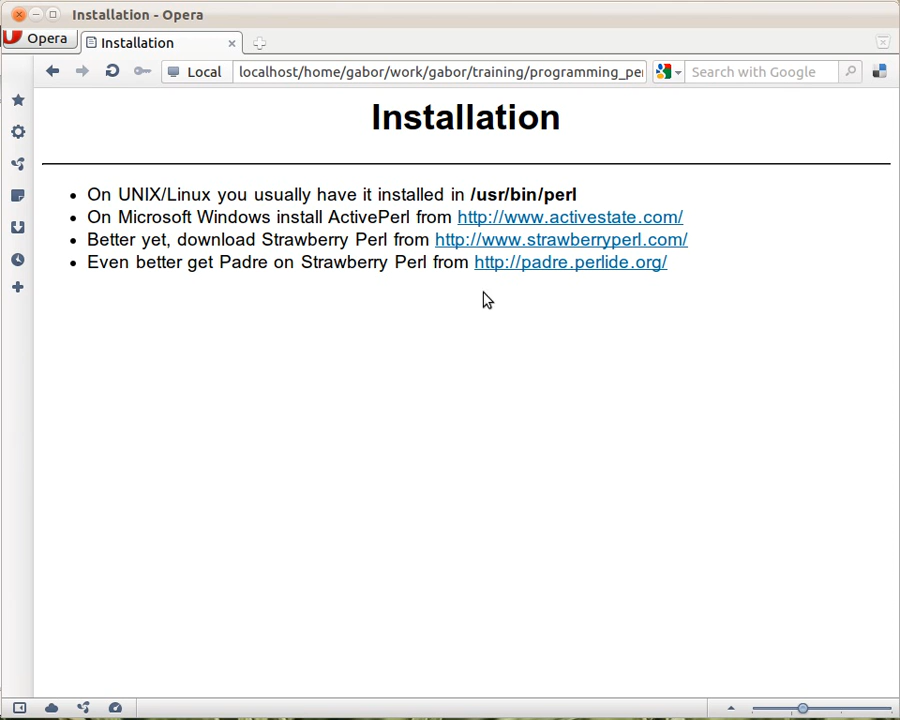 Installation - Opera
Opera
Installation
Local
localhost/home/gabor/work/gabor/training/programming_pe
Search with Google
Installation
On UNIX/Linux you usually have it installed in /usr/bin/perl
On Microsoft Windows install ActivePerl from http://www.activestate.com/
Better yet, download Strawberry Perl from http://www.strawberryperl.com/
Even better get Padre on Strawberry Perl from http://padre.perlide.org/